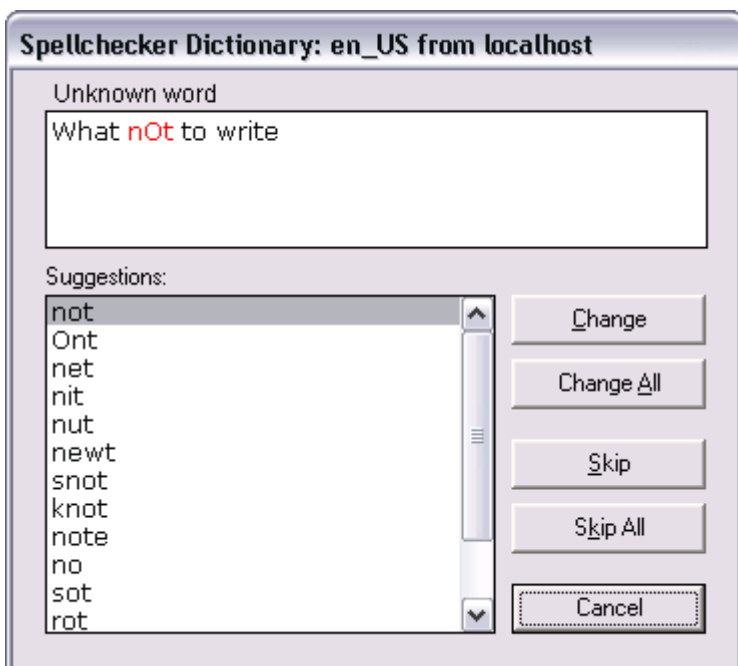 Spellchecker Dictionary: en_US from localhost
Unknown word
What nOt to write
Suggestions:
not
Ont
net
nit
nut
newt
snot
knot
note
no
sot
rot
Change
Change All
Skip
Skip All
Cancel